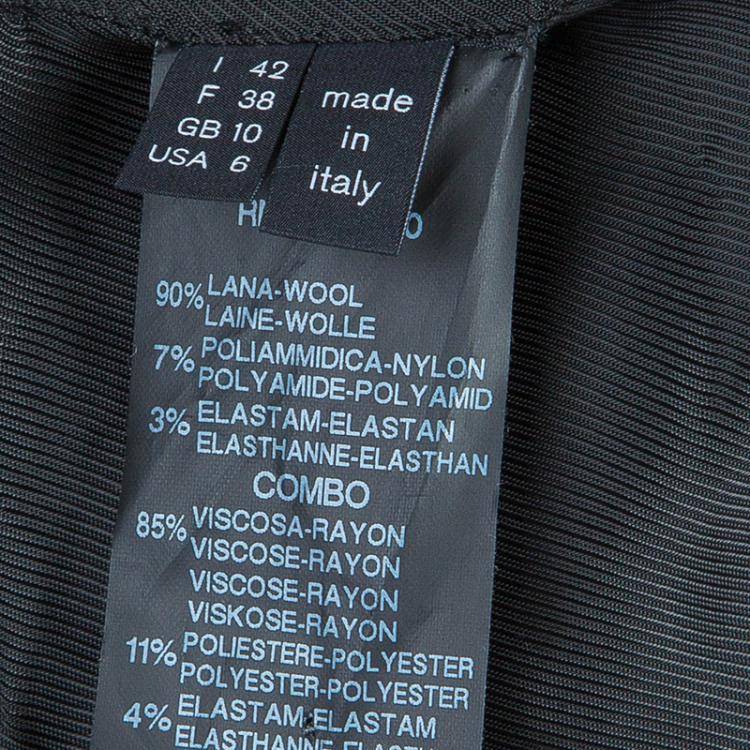 I 42
F 38
GB 10
USA 6
made
in
italy
90% LANA-WOOL
LAINE-WOLLE
7% POLIAMMIDICA-NYLON
POLYAMIDE-POLYAMID
3% ELASTAM-ELASTAN
ELASTHANNE-ELASTHAN
COMBO
85% VISCOSA-RAYON
VISCOSE-RAYON
VISCOSE-RAYON
VISKOSE-RAYON
11% POLIESTERE-POLYESTER
POLYESTER-POLYESTER
4% ELASTAM-ELASTAM